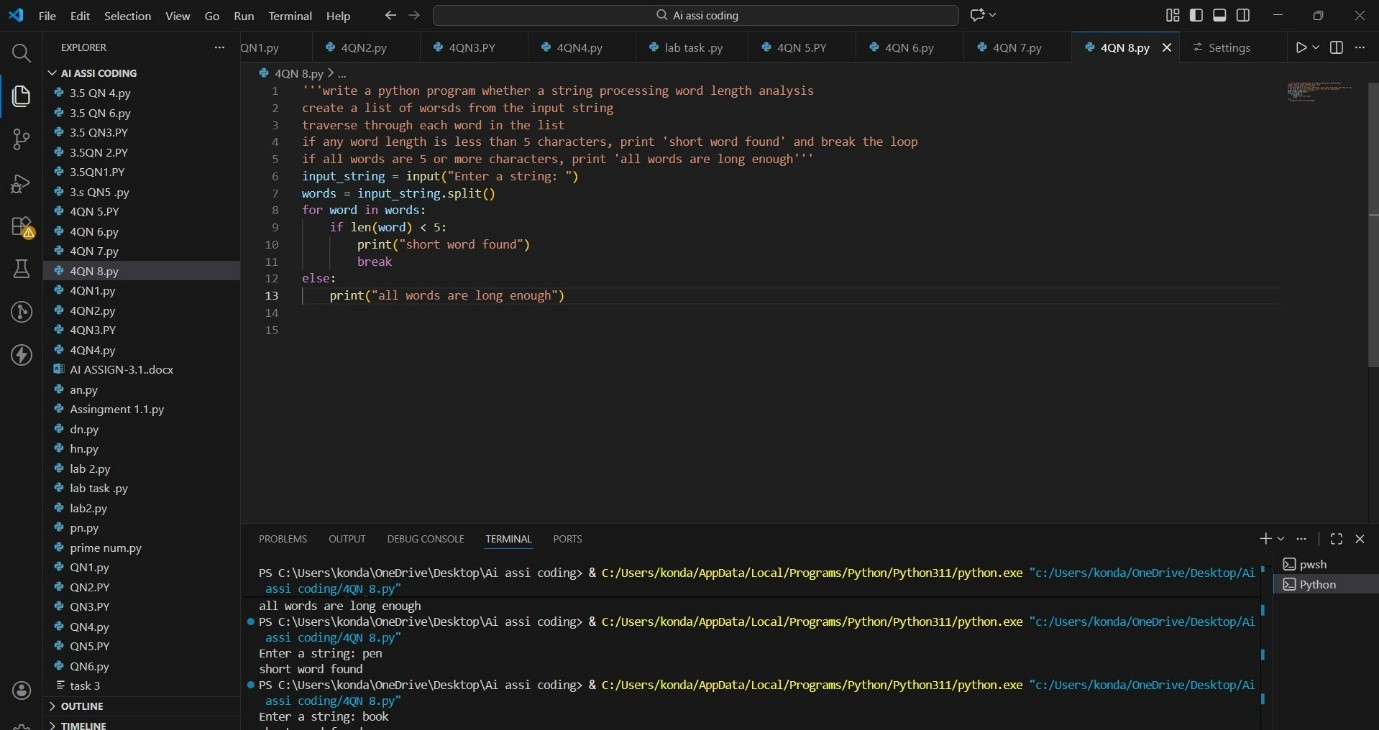 File Edit Selection View Go Run Terminal Help
Ai assi coding
EXPLORER
AI ASSI CODING
3.5 QN 4.py
3.5 QN 6.py
3.5 QN3.PY
3.5QN 2.PY
3.5QN1.PY
3.s QN5 .py
4QN 5.PY
4QN 6.py
4QN 7.py
4QN 8.py
4QN1.py
4QN2.py
4QN3.PY
4QN4.py
AI ASSIGN-3.1..docx
an.py
Assingment 1.1.py
dn.py
hn.py
lab 2.py
lab task .py
lab2.py
pn.py
prime num.py
QN1.py
QN2.PY
QN3.PY
QN4.py
QN5.PY
QN6.py
task 3
OUTLINE
TIMELINE
QN1.py 4QN2.py 4QN3.PY 4QN4.py lab task .py 4QN 5.PY 4QN 6.py 4QN 7.py 4QN 8.py Settings
4QN 8.py > ...
1 '''write a python program whether a string processing word length analysis
2 create a list of worsds from the input string
3 traverse through each word in the list
4 if any word length is less than 5 characters, print 'short word found' and break the loop
5 if all words are 5 or more characters, print 'all words are long enough'''
6 input_string = input("Enter a string: ")
7 words = input_string.split()
8 for word in words:
9 if len(word) < 5:
10 print("short word found")
11 break
12 else:
13 print("all words are long enough")
14
15
PROBLEMS OUTPUT DEBUG CONSOLE TERMINAL PORTS
PS C:\Users\konda\OneDrive\Desktop\Ai assi coding> & C:/Users/konda/AppData/Local/Programs/Python/Python311/python.exe "c:/Users/konda/OneDrive/Desktop/Ai
assi coding/4QN 8.py"
all words are long enough
PS C:\Users\konda\OneDrive\Desktop\Ai assi coding> & C:/Users/konda/AppData/Local/Programs/Python/Python311/python.exe "c:/Users/konda/OneDrive/Desktop/Ai
assi coding/4QN 8.py"
Enter a string: pen
short word found
PS C:\Users\konda\OneDrive\Desktop\Ai assi coding> & C:/Users/konda/AppData/Local/Programs/Python/Python311/python.exe "c:/Users/konda/OneDrive/Desktop/Ai
assi coding/4QN 8.py"
Enter a string: book
pwsh
Python